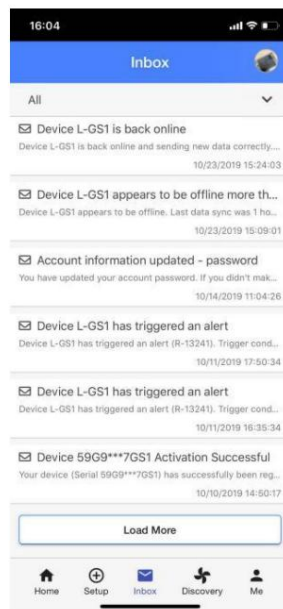 16:04
Inbox
All
Device L-GS1 is back online
Device L-GS1 is back online and sending new data correctly....
10/23/2019 15:24:03
Device L-GS1 appears to be offline more th...
Device L-GS1 appears to be offline. Last data sync was 1 ho...
10/23/2019 15:09:01
Account information updated - password
You have updated your account password. If you didn't mak...
10/14/2019 11:04:26
Device L-GS1 has triggered an alert
Device L-GS1 has triggered an alert (R-13241). Trigger cond...
10/11/2019 17:50:34
Device L-GS1 has triggered an alert
Device L-GS1 has triggered an alert (R-13241). Trigger cond...
10/11/2019 16:35:34
Device 59G9***7GS1 Activation Successful
Your device (Serial 59G9***7GS1) has successfully been reg...
10/10/2019 14:50:17
Load More
Home Setup Inbox Discovery Me